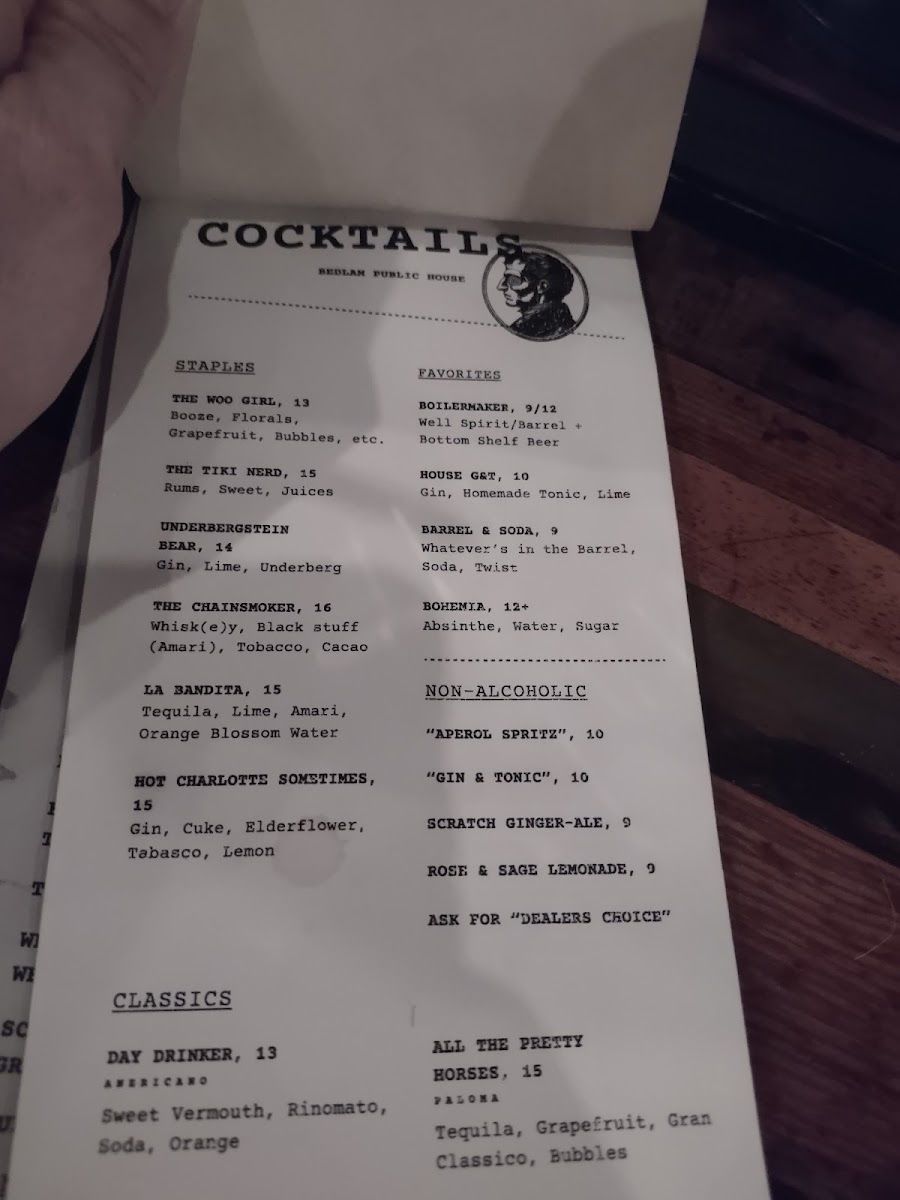 COCKTAILS
BEDLAM PUBLIC HOUSE
STAPLES
THE WOO GIRL, 13
Booze, Florals,
Grapefruit, Bubbles, etc.
THE TIKI NERD, 15
Rums, Sweet, Juices
UNDERBERGSTEIN
BEAR, 14
Gin, Lime, Underberg
THE CHAINSMOKER, 16
Whisk(e)y, Black stuff
(Amari), Tobacco, Cacao
LA BANDITA, 15
Tequila, Lime, Amari,
Orange Blossom Water
HOT CHARLOTTE SOMETIMES,
15
Gin, Cuke, Elderflower,
Tabasco, Lemon
FAVORITES
BOILERMAKER, 9/12
Well Spirit/Barrel +
Bottom Shelf Beer
HOUSE G&T, 10
Gin, Homemade Tonic, Lime
BARREL & SODA, 9
Whatever's in the Barrel,
Soda, Twist
BOHEMIA, 12+
Absinthe, Water, Sugar
NON-ALCOHOLIC
"APEROL SPRITZ", 10
"GIN & TONIC", 10
SCRATCH GINGER-ALE, 9
ROSE & SAGE LEMONADE, 9
ASK FOR "DEALERS CHOICE"
CLASSICS
DAY DRINKER, 13
AMERICANO
Sweet Vermouth, Rinomato,
Soda, Orange
ALL THE PRETTY
HORSES, 15
PALOMA
Tequila, Grapefruit, Gran
Classico, Bubbles